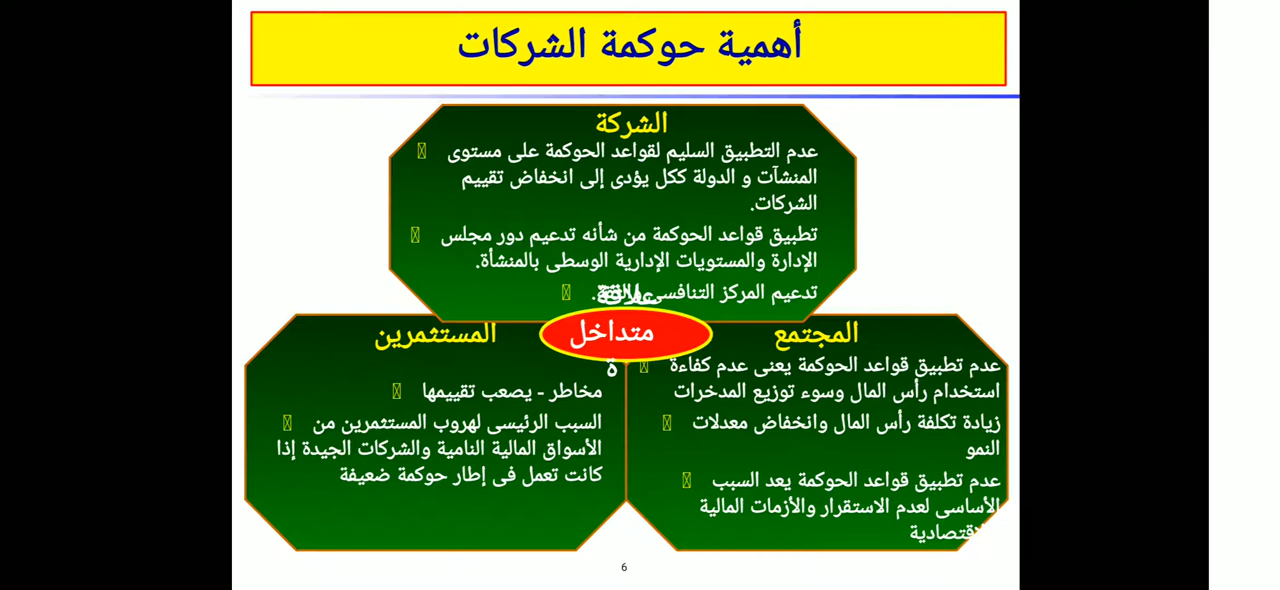 أهمية حوكمة الشركات
الشركة
عدم التطبيق السليم لقواعد الحوكمة على مستوى
المنشآت و الدولة ككل يؤدى إلى انخفاض تقييم
الشركات.
تطبيق قواعد الحوكمة من شأنه تدعيم دور مجلس
الإدارة والمستويات الإدارية الوسطى بالمنشأة.
تدعيم المركز التنافسى والثقة.
علاقة
متداخل
ة
المجتمع
عدم تطبيق قواعد الحوكمة يعنى عدم كفاءة
استخدام رأس المال وسوء توزيع المدخرات
زيادة تكلفة رأس المال وانخفاض معدلات
النمو
عدم تطبيق قواعد الحوكمة يعد السبب
الأساسى لعدم الاستقرار والأزمات المالية
الاقتصادية
المستثمرين
مخاطر - يصعب تقييمها
السبب الرئيسى لهروب المستثمرين من
الأسواق المالية النامية والشركات الجيدة إذا
كانت تعمل فى إطار حوكمة ضعيفة
6